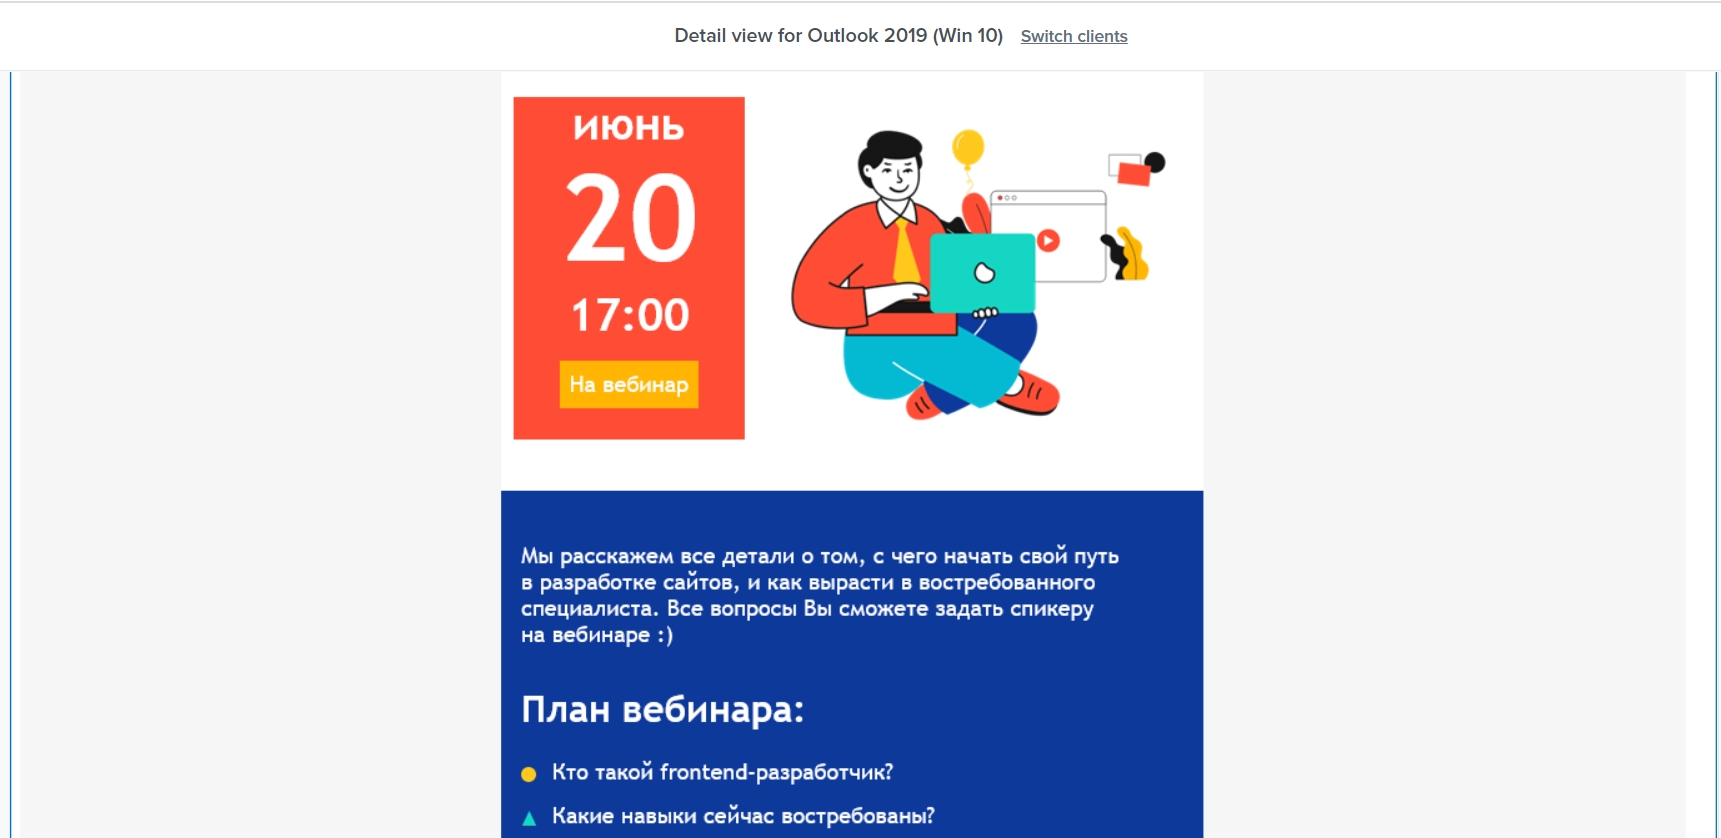 Detail view for Outlook 2019 (Win 10) Switch clients
ИЮНЬ
20
17:00
На вебинар
Мы расскажем все детали о том, с чего начать свой путь
в разработке сайтов, и как вырасти в востребованного
специалиста. Все вопросы Вы сможете задать спикеру
на вебинаре :)
План вебинара:
Кто такой frontend-разработчик?
Какие навыки сейчас востребованы?